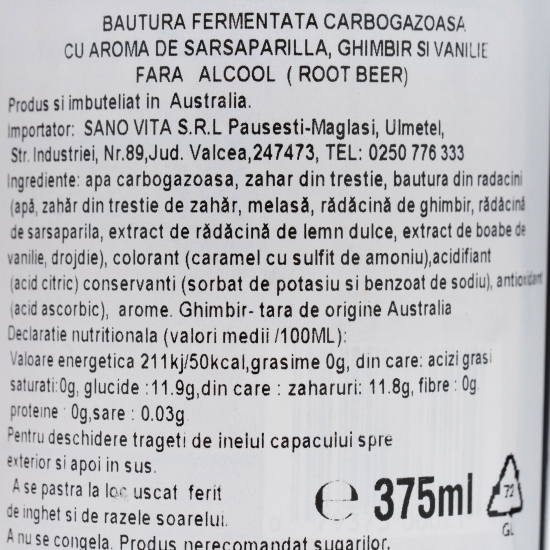 BAUTURA FERMENTATA CARBOGAZOASA
CU AROMA DE SARSAPARILLA, GHIMBIR SI VANILIE
FARA ALCOOL ( ROOT BEER)
Produs si imbuteliat in Australia.
Importator: SANO VITA S.R.L Pausesti-Maglasi, Ulmetel,
Str. Industriei, Nr.89,Jud. Valcea,247473, TEL: 0250 776 333
Ingrediente: apa carbogazoasa, zahar din trestie, bautura din radacini
(apă, zahăr din trestie de zahăr, melasă, rădăcină de ghimbir, rădăcină
de sarsaparila, extract de rădăcină de lemn dulce, extract de boabe de
vanilie, drojdie), colorant (caramel cu sulfit de amoniu),acidifiant
(acid citric) conservanti (sorbat de potasiu si benzoat de sodiu), antioxidant
(acid ascorbic), arome. Ghimbir- tara de origine Australia
Declaratie nutritionala (valori medii /100ML):
Valoare energetica 211kj/50kcal,grasime 0g, din care: acizi grasi
saturati:0g, glucide :11.9g,din care : zaharuri: 11.8g, fibre : 0g
proteine : 0g,sare : 0.03g
Pentru deschidere trageti de inelul capacului spre
exterior si apoi in sus.
A se pastra la loc uscat ferit
de inghet si de razele soarelui.
e 375ml
72
GL
A nu se congela. Produs nerecomandat sugarilor,